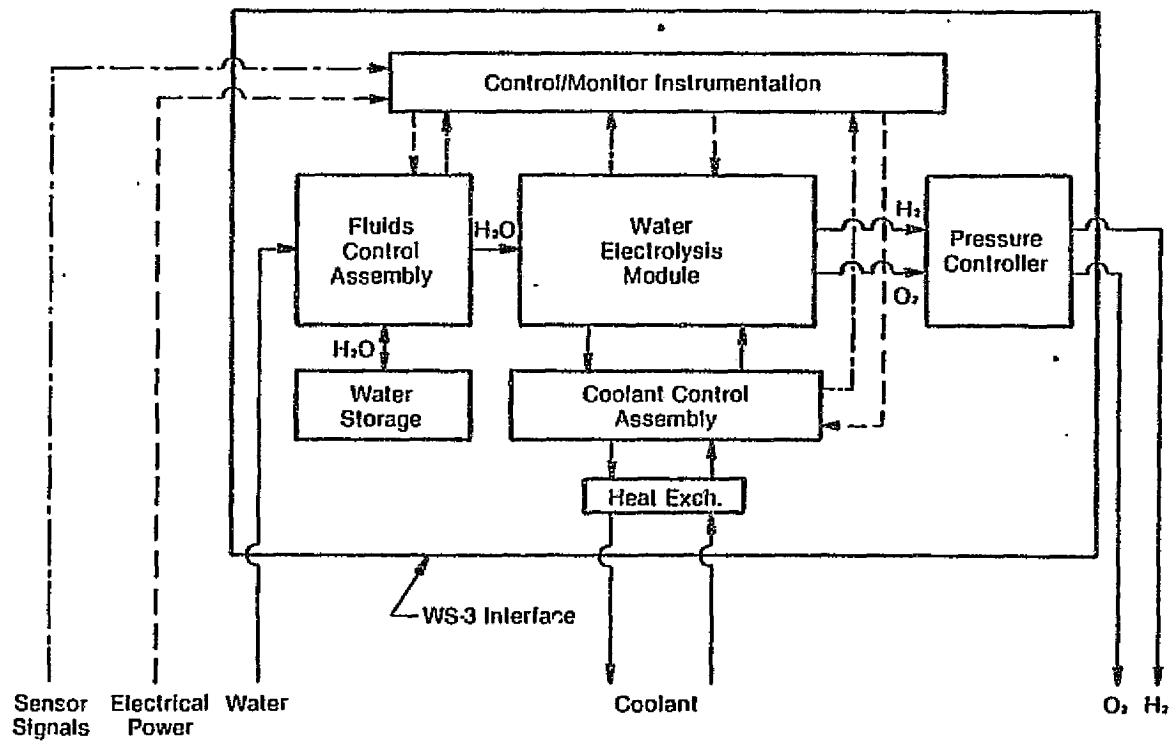 Control/Monitor Instrumentation
Fluids
Control
Assembly
H₂O
Water
Electrolysis
Module
H₂
O₂
Pressure
Controller
H₂O
Water
Storage
Coolant Control
Assembly
Heat Exch.
WS-3 Interface
Sensor
Signals
Electrical
Power
Water
Coolant
O₂
H₂